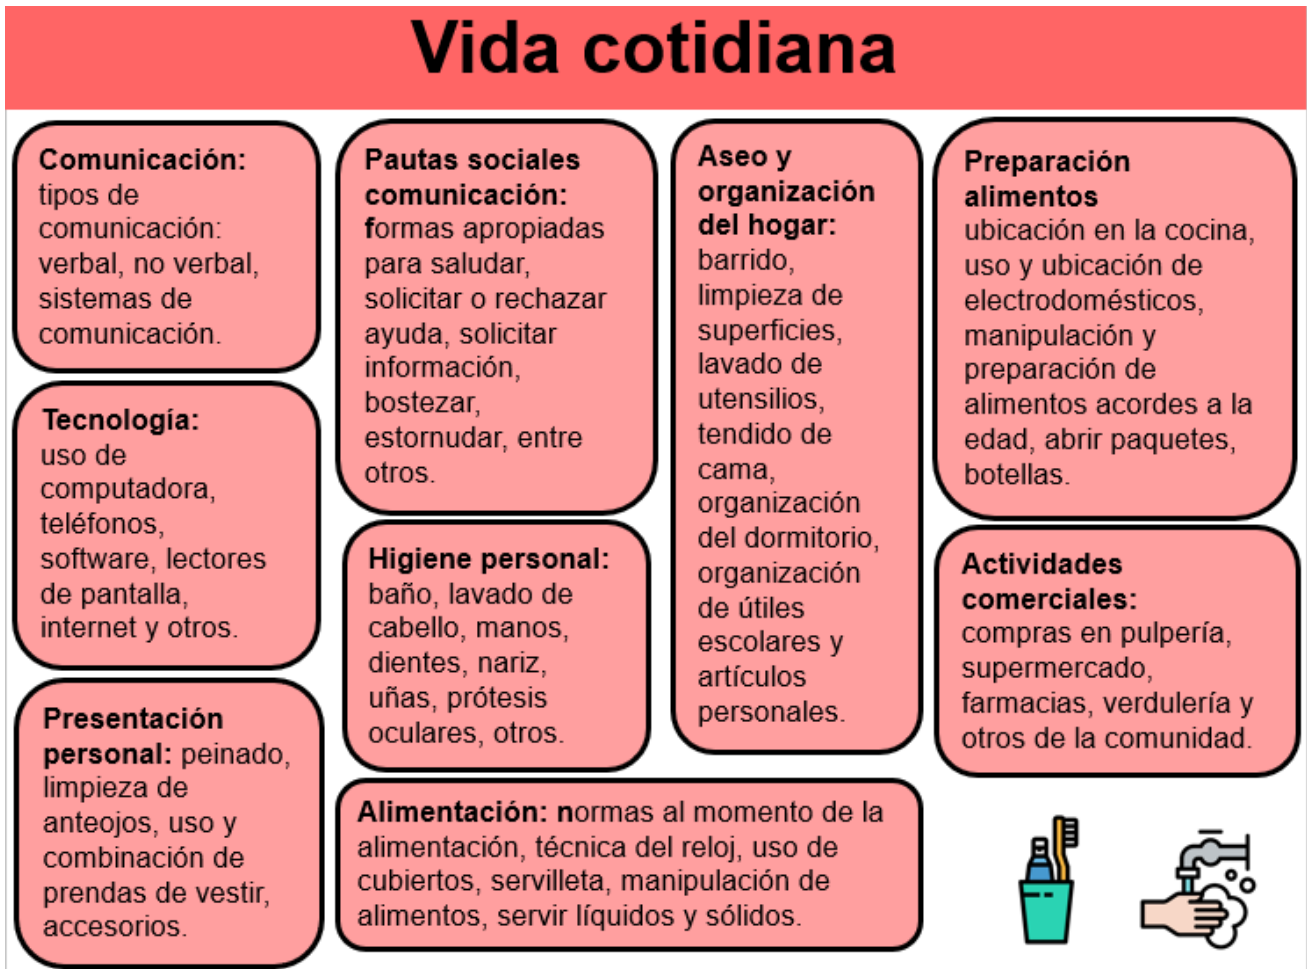 Vida cotidiana
Comunicación:
tipos de
comunicación:
verbal, no verbal,
sistemas de
comunicación.
Tecnología:
uso de
computadora,
teléfonos,
software, lectores
de pantalla,
internet y otros.
Presentación
personal: peinado,
limpieza de
anteojos, uso y
combinación de
prendas de vestir,
accesorios.
Pautas sociales
comunicación:
formas apropiadas
para saludar,
solicitar o rechazar
ayuda, solicitar
información,
bostezar,
estornudar, entre
otros.
Higiene personal:
baño, lavado de
cabello, manos,
dientes, nariz,
uñas, prótesis
oculares, otros.
Alimentación: normas al momento de la
alimentación, técnica del reloj, uso de
cubiertos, servilleta, manipulación de
alimentos, servir líquidos y sólidos.
Aseo y
organización
del hogar:
barrido,
limpieza de
superficies,
lavado de
utensilios,
tendido de
cama,
organización
del dormitorio,
organización
de útiles
escolares y
artículos
personales.
Preparación
alimentos
ubicación en la cocina,
uso y ubicación de
electrodomésticos,
manipulación y
preparación de
alimentos acordes a la
edad, abrir paquetes,
botellas.
Actividades
comerciales:
compras en pulpería,
supermercado,
farmacias, verdulería y
otros de la comunidad.